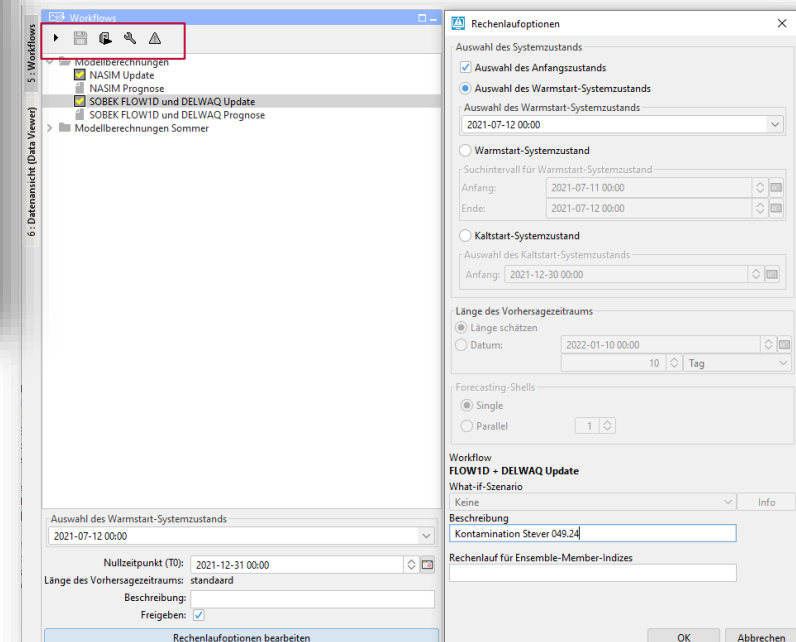 5 : Workflows
6 : Datenansicht (Data Viewer)
Workflows
Modellberechnungen
NASIM Update
NASIM Prognose
SOBEK FLOW1D und DELWAQ Update
SOBEK FLOW1D und DELWAQ Prognose
Modellberechnungen Sommer
Auswahl des Warmstart-Systemzustands
2021-07-12 00:00
Nullzeitpunkt (T0): 2021-12-31 00:00
Länge des Vorhersagezeitraums: standaard
Beschreibung:
Freigeben:
Rechenlaufoptionen bearbeiten
Rechenlaufoptionen
Auswahl des Systemzustands
Auswahl des Anfangszustands
Auswahl des Warmstart-Systemzustands
Auswahl des Warmstart-Systemzustands
2021-07-12 00:00
Warmstart-Systemzustand
Suchintervall für Warmstart-Systemzustand
Anfang: 2021-07-11 00:00
Ende: 2021-07-12 00:00
Kaltstart-Systemzustand
Auswahl des Kaltstart-Systemzustands
Anfang: 2021-12-30 00:00
Länge des Vorhersagezeitraums
Länge schätzen
Datum: 2022-01-10 00:00
10 Tag
Forecasting-Shells
Single
Parallel 1
Workflow
FLOW1D + DELWAQ Update
What-if-Szenario
Keine Info
Beschreibung
Kontamination Stever 049.24
Rechenlauf für Ensemble-Member-Indizes
OK Abbrechen